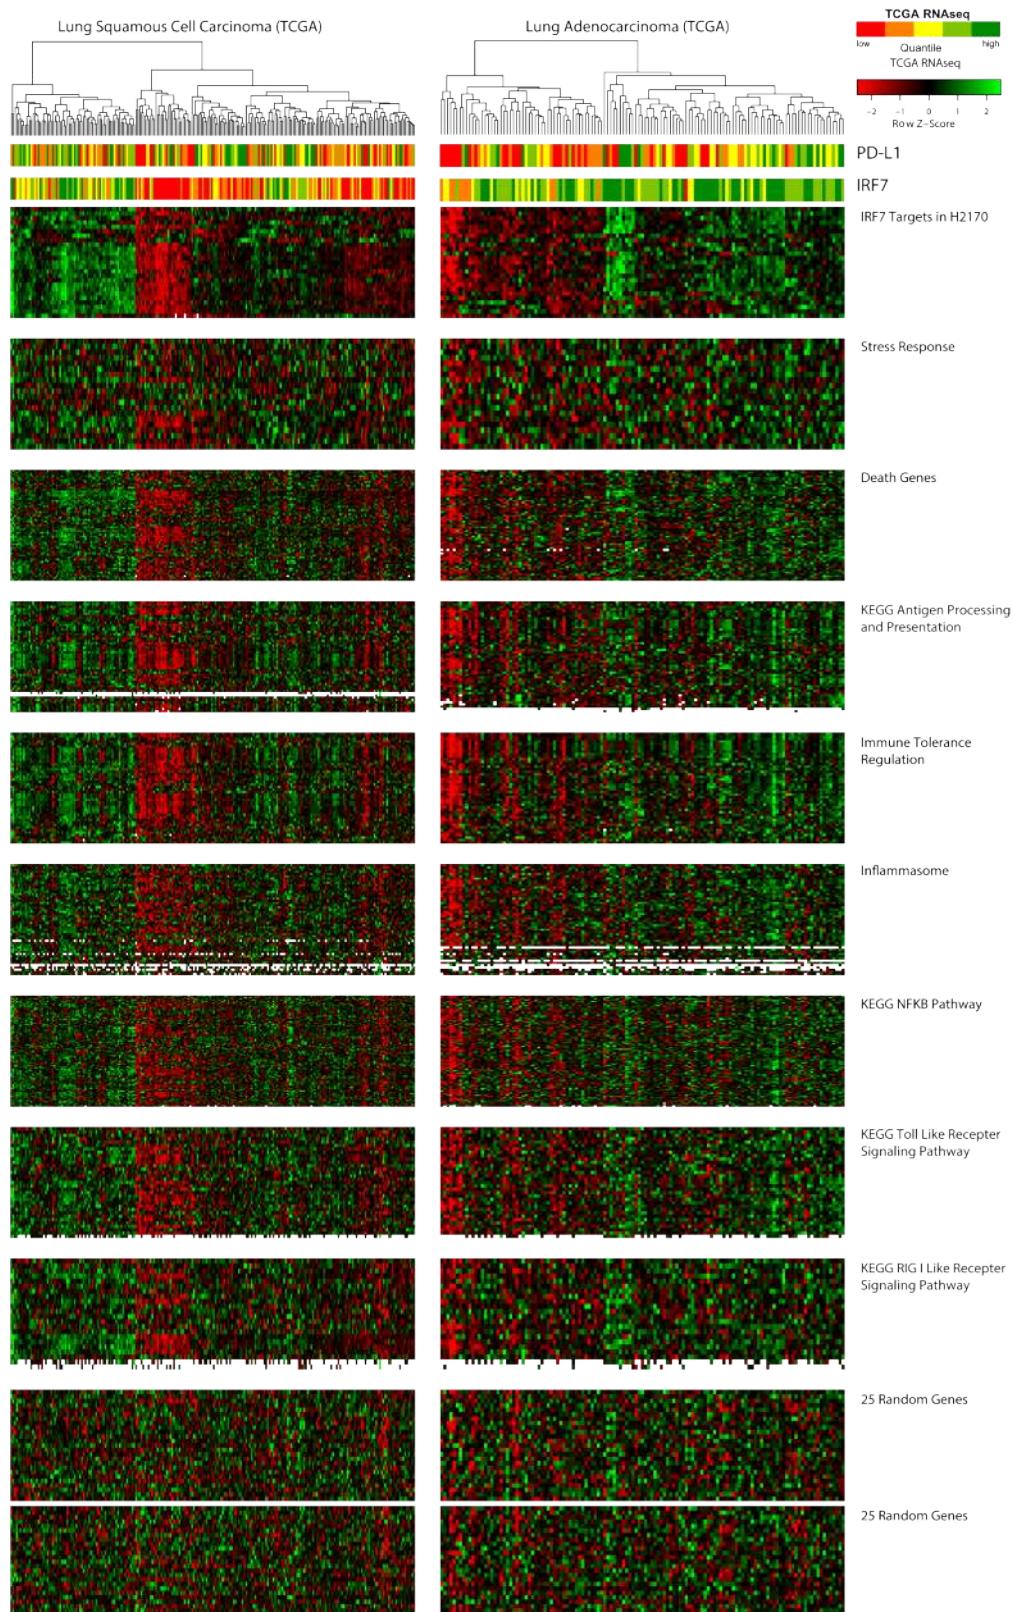 Lung Squamous Cell Carcinoma (TCGA)
Lung Adenocarcinoma (TCGA)
TCGA RNAseq
low
high
Quantile
TCGA RNAseq
-2 -1 0 1 2
Row Z-Score
PD-L1
IRF7
IRF7 Targets in H2170
Stress Response
Death Genes
KEGG Antigen Processing
and Presentation
Immune Tolerance
Regulation
Inflammasome
KEGG NFKB Pathway
KEGG Toll Like Recepter
Signaling Pathway
KEGG RIG I Like Recepter
Signaling Pathway
25 Random Genes
25 Random Genes